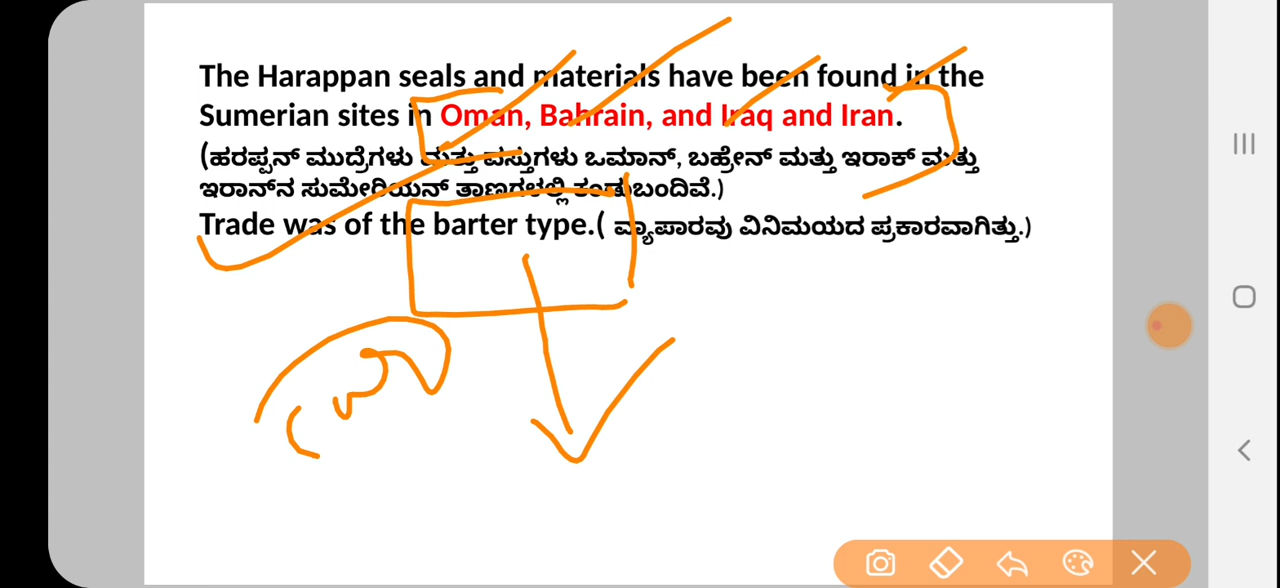 The Harappan seals and materials have been found in the
Sumerian sites in Oman, Bahrain, and Iraq and Iran.
(ಹರಪ್ಪನ್ ಮುದ್ರೆಗಳು ಮತ್ತು ವಸ್ತುಗಳು ಒಮಾನ್, ಬಹ್ರೇನ್ ಮತ್ತು ಇರಾಕ್ ಮತ್ತು
ಇರಾನ್‌ನ ಸುಮೇರಿಯನ್ ತಾಣಗಳಲ್ಲಿ ಕಂಡುಬಂದಿವೆ.)
Trade was of the barter type.( ವ್ಯಾಪಾರವು ವಿನಿಮಯದ ಪ್ರಕಾರವಾಗಿತ್ತು.)